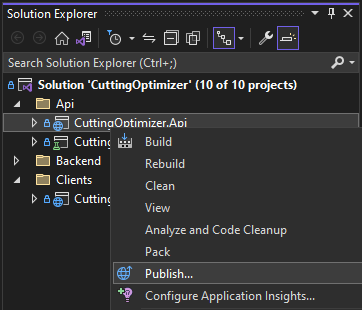 Solution Explorer
Search Solution Explorer (Ctrl+;)
Solution 'CuttingOptimizer' (10 of 10 projects)
Api
CuttingOptimizer.Api
Cutting
Build
Rebuild
Backend
Clean
Clients
View
Cutting
Analyze and Code Cleanup
Pack
Publish...
Configure Application Insights...